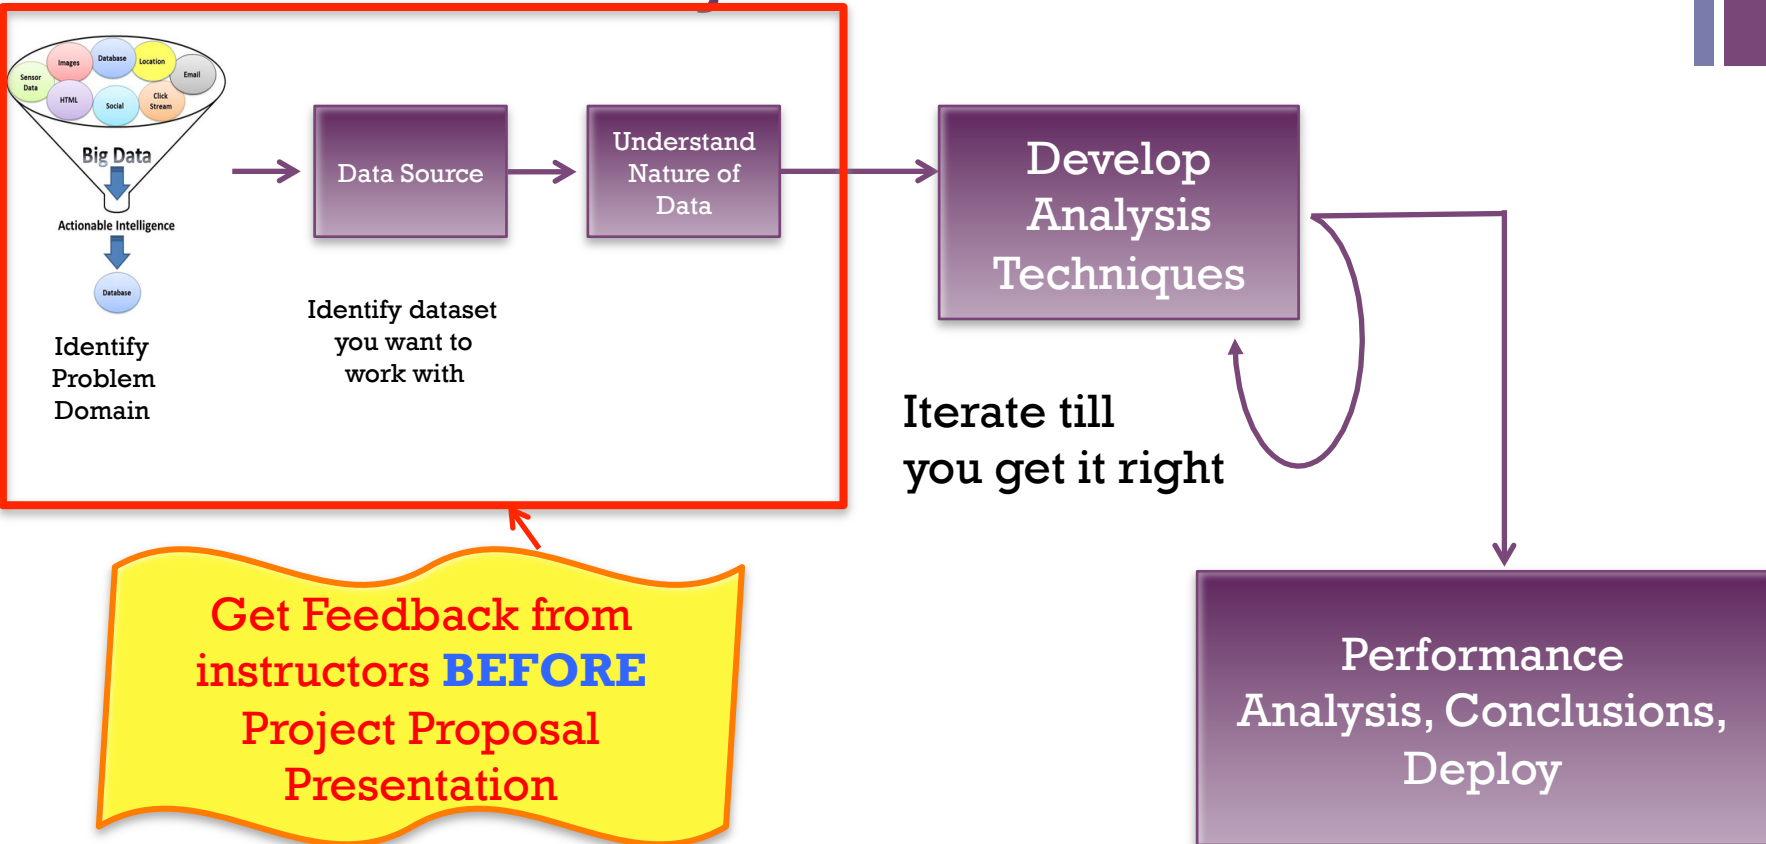 Sensor
Data
Images
Database
Location
Email
HTML
Social
Click
Stream
Big Data
Actionable Intelligence
Database
Identify
Problem
Domain
Data Source
Identify dataset
you want to
work with
Understand
Nature of
Data
Develop
Analysis
Techniques
Iterate till
you get it right
Get Feedback from
instructors BEFORE
Project Proposal
Presentation
Performance
Analysis, Conclusions,
Deploy